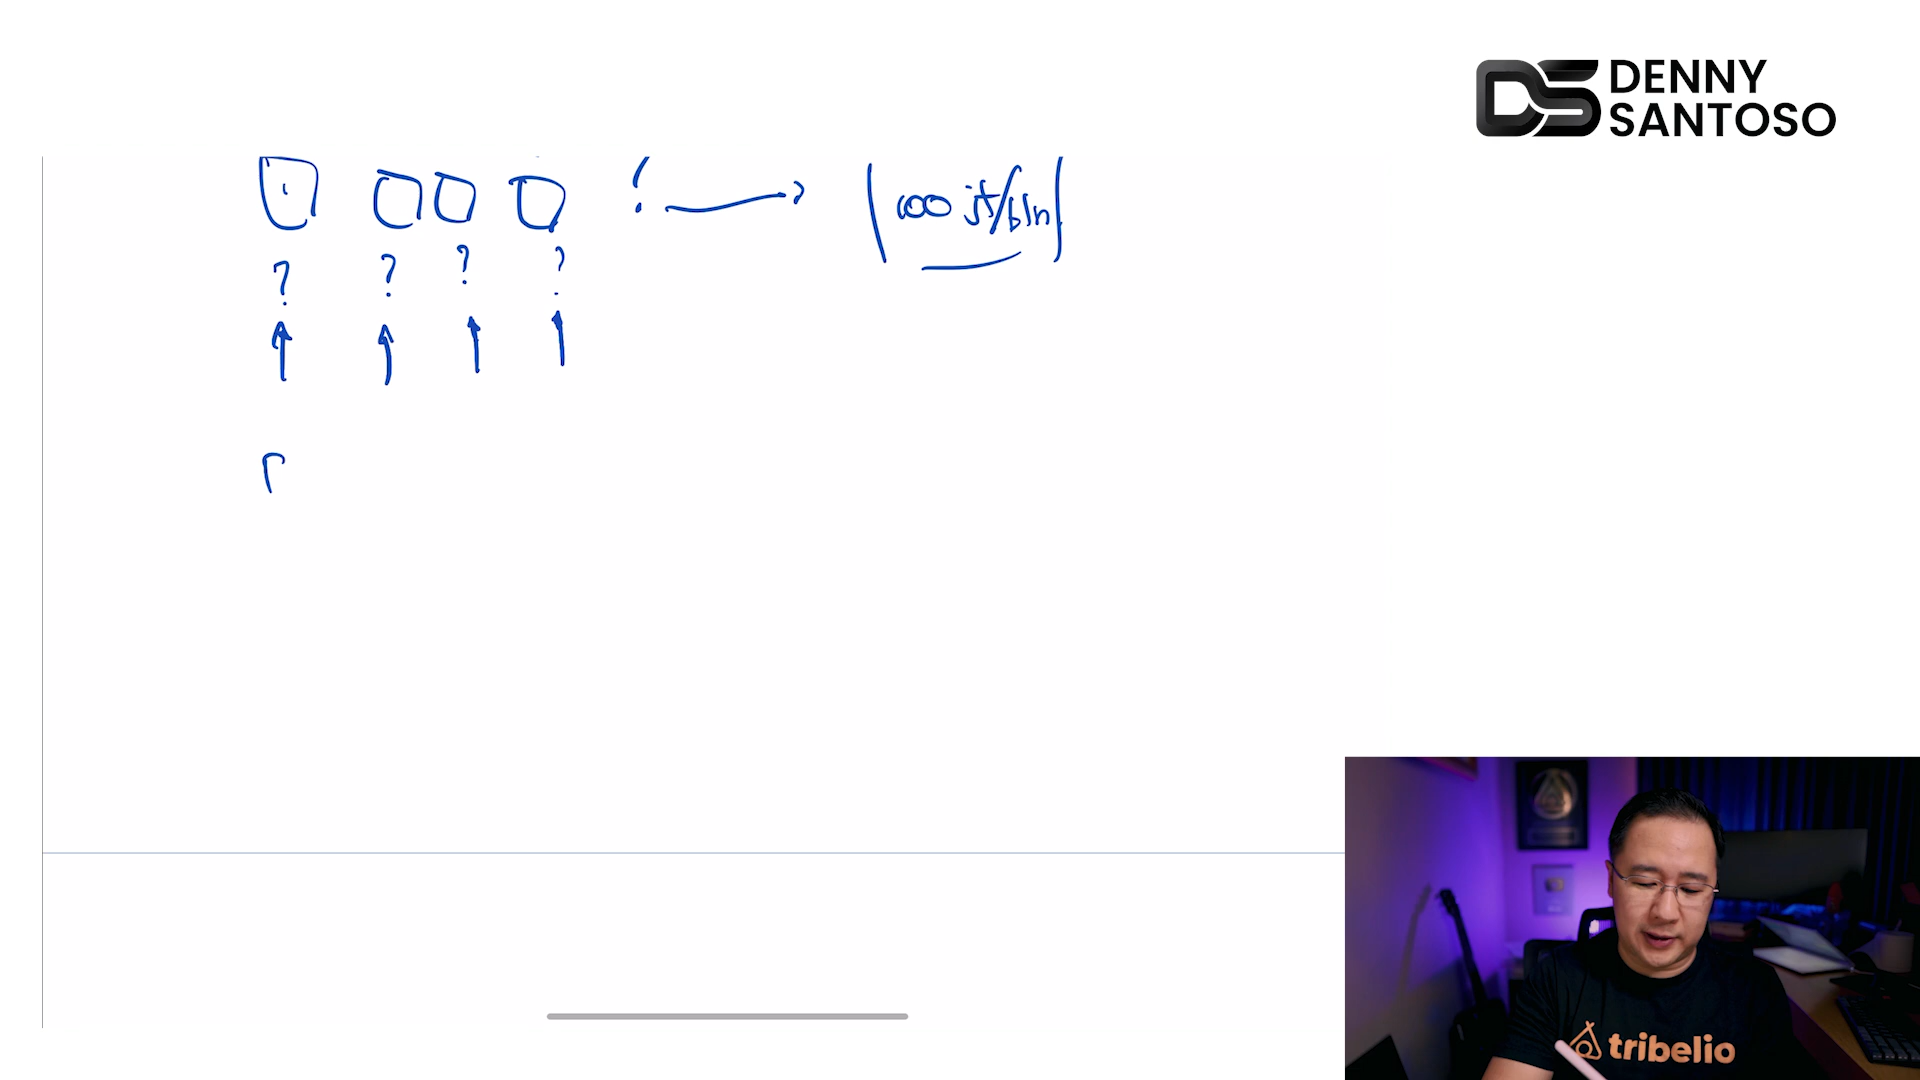 DENNY
SANTOSO
? → | 100 jt/bln |
? ? ? ?
tribelio